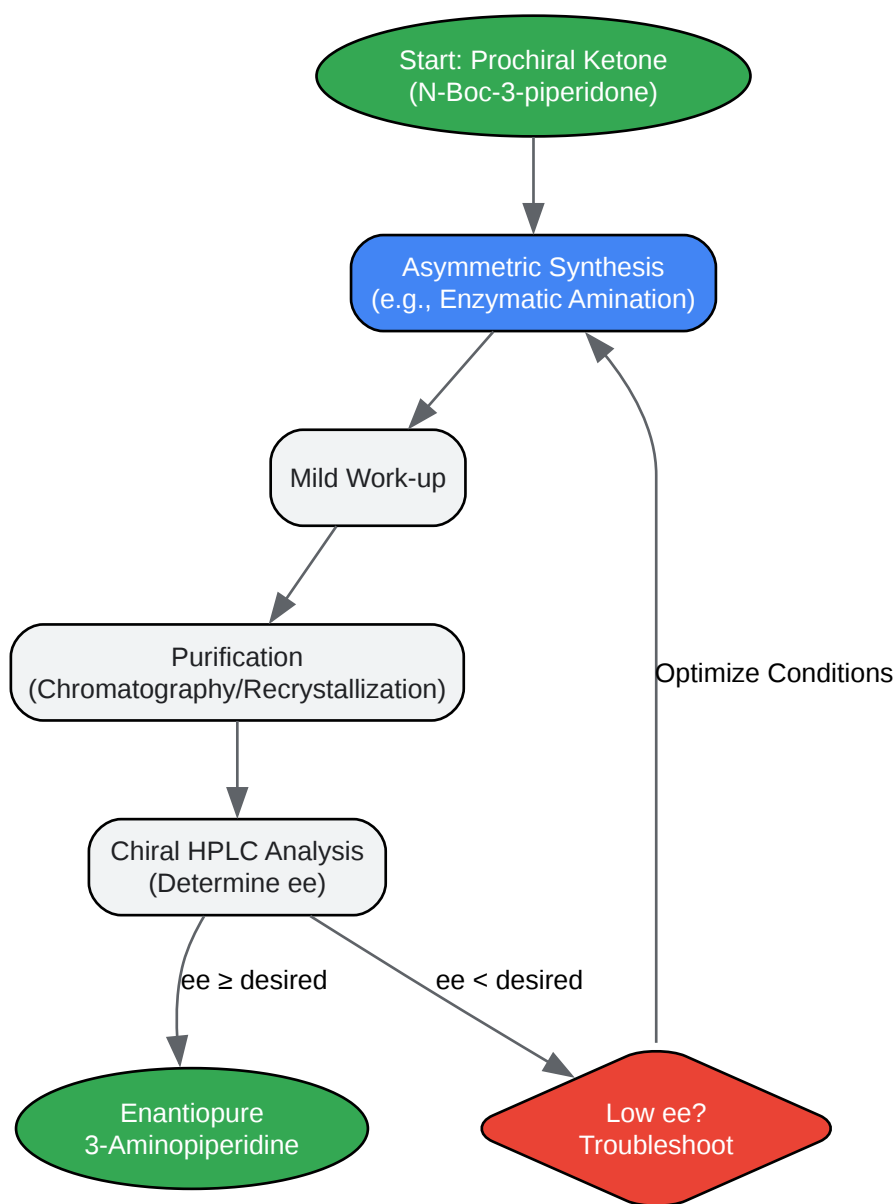 Start: Prochiral Ketone
(N-Boc-3-piperidone)
Asymmetric Synthesis
(e.g., Enzymatic Amination)
Mild Work-up
Purification
(Chromatography/Recrystallization)
Optimize Conditions
Chiral HPLC Analysis
(Determine ee)
ee ≥ desired
ee < desired
Enantiopure
3-Aminopiperidine
Low ee?
Troubleshoot